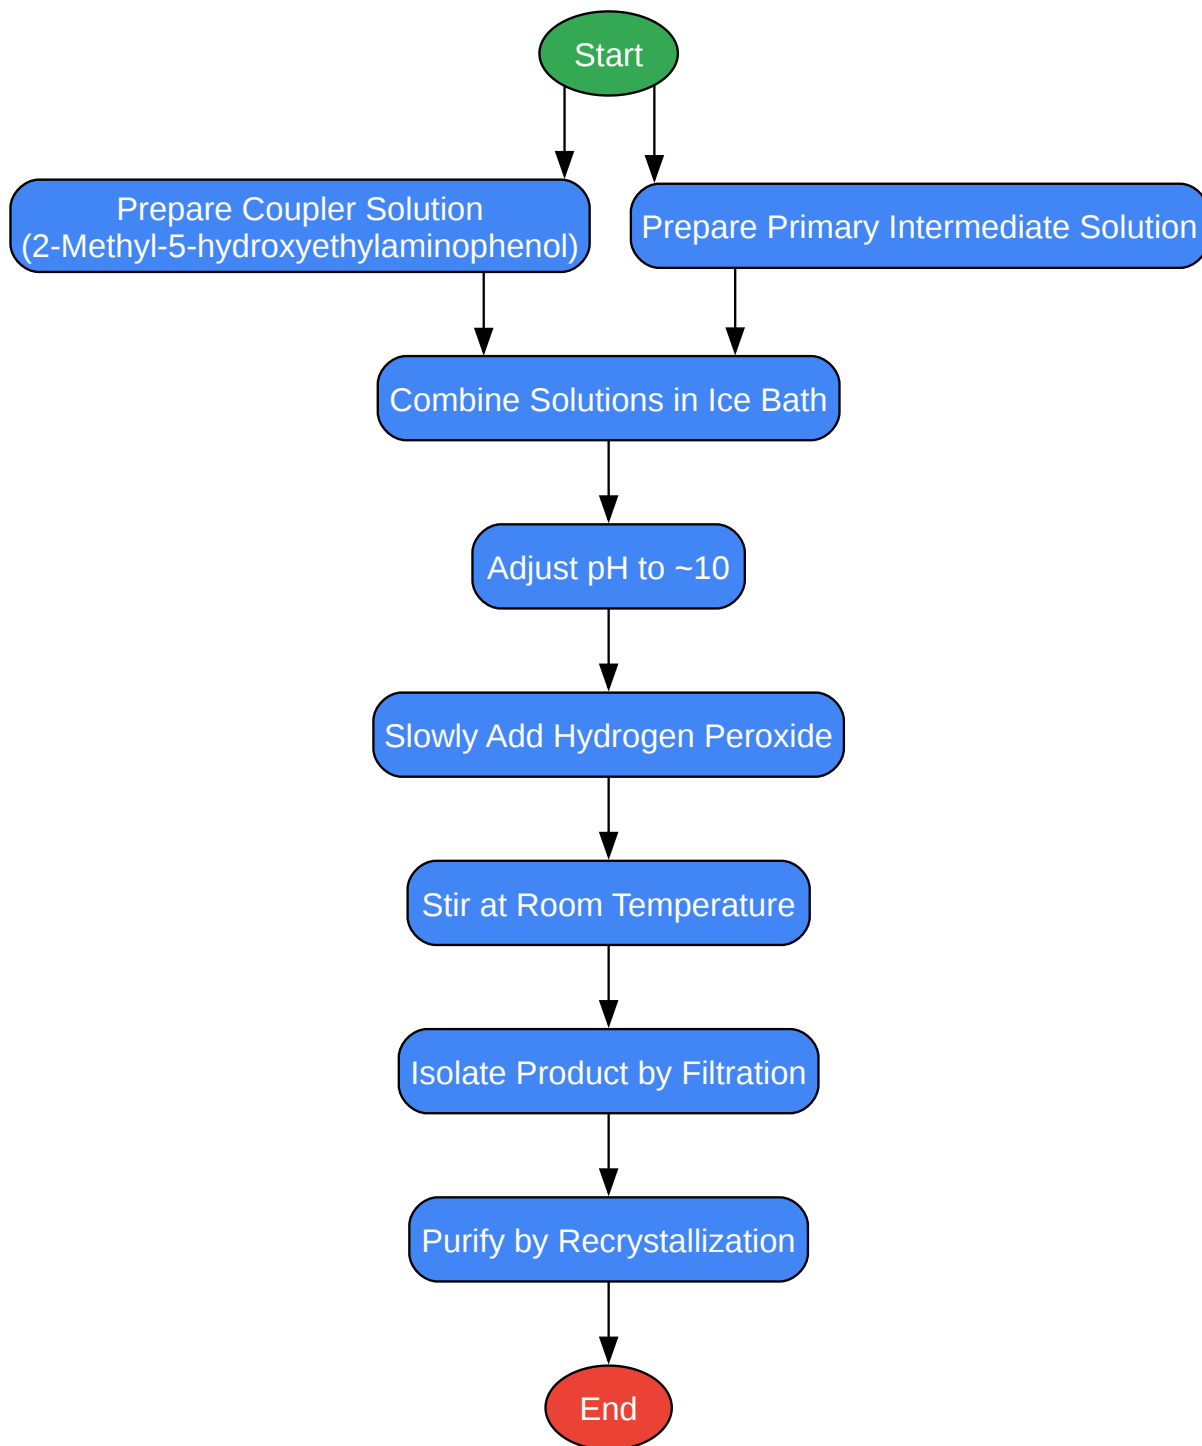 Start
Prepare Coupler Solution
(2-Methyl-5-hydroxyethylaminophenol)
Prepare Primary Intermediate Solution
Combine Solutions in Ice Bath
Adjust pH to ~10
Slowly Add Hydrogen Peroxide
Stir at Room Temperature
Isolate Product by Filtration
Purify by Recrystallization
End